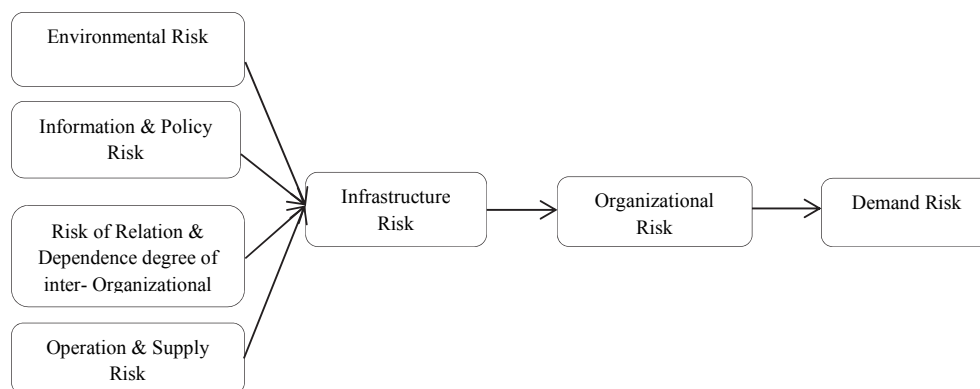 Environmental Risk
Information & Policy
Risk
Risk of Relation &
Dependence degree of
inter- Organizational
Operation & Supply
Risk
Infrastructure
Risk
Organizational
Risk
Demand Risk